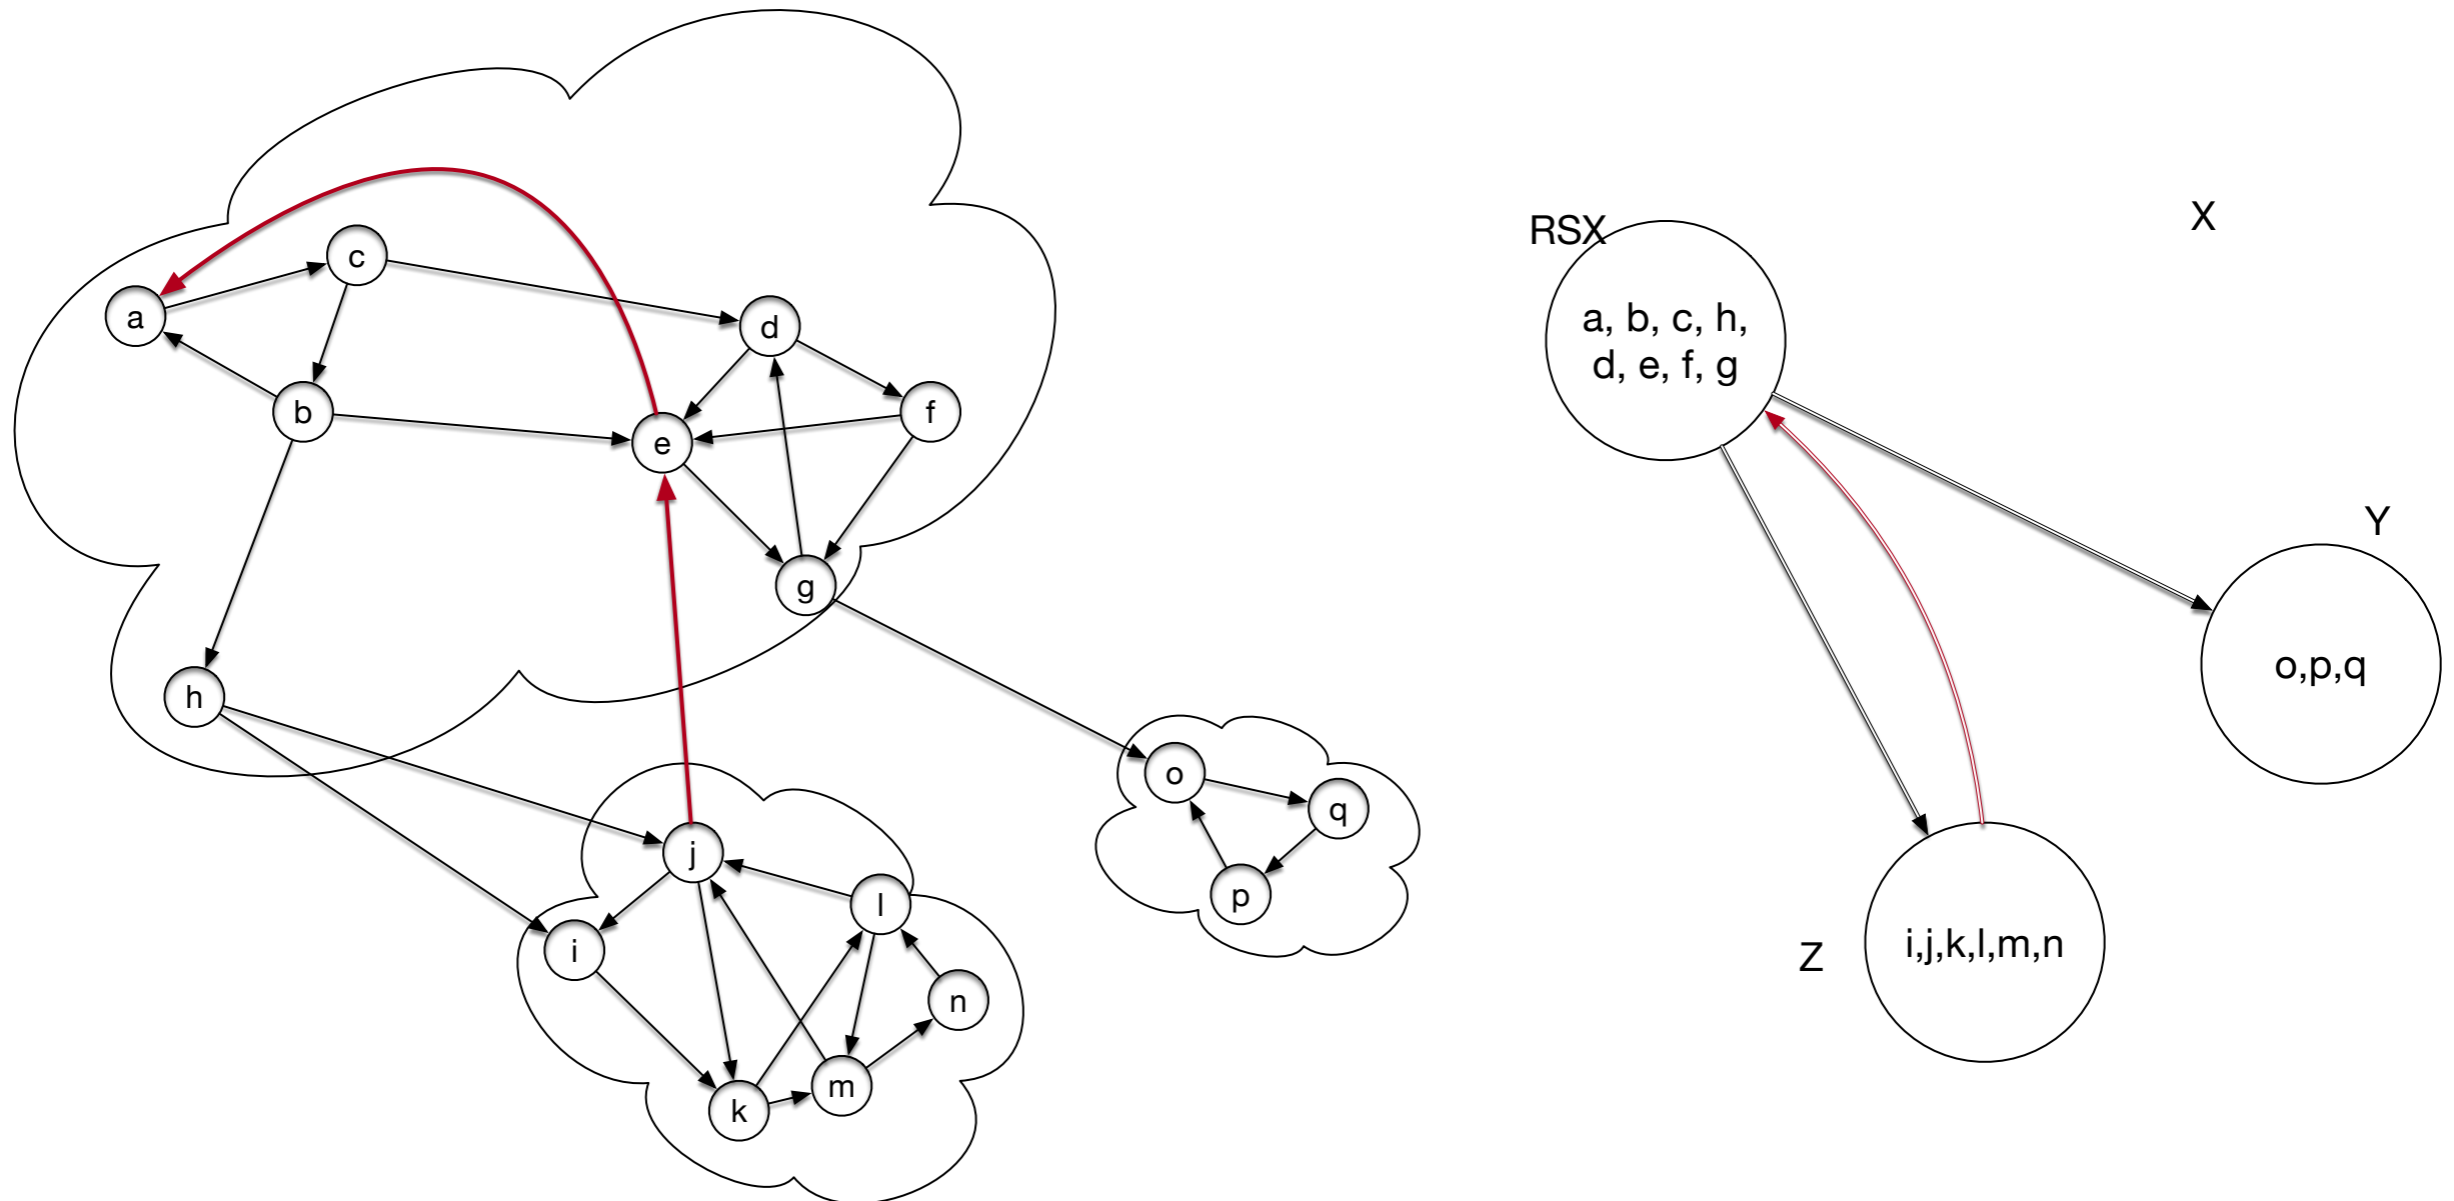 c
a
d
b
f
e
g
h
o
q
j
p
l
i
n
m
k
RSX
X
a, b, c, h,
d, e, f, g
Y
o,p,q
Z
i,j,k,l,m,n